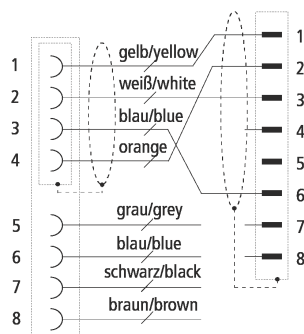 gelb/yellow
1
1
weiß/white
2
2
blau/blue
3
3
orange
4
4
5
6
grau/grey
5
7
blau/blue
6
8
schwarz/black
7
braun/brown
8